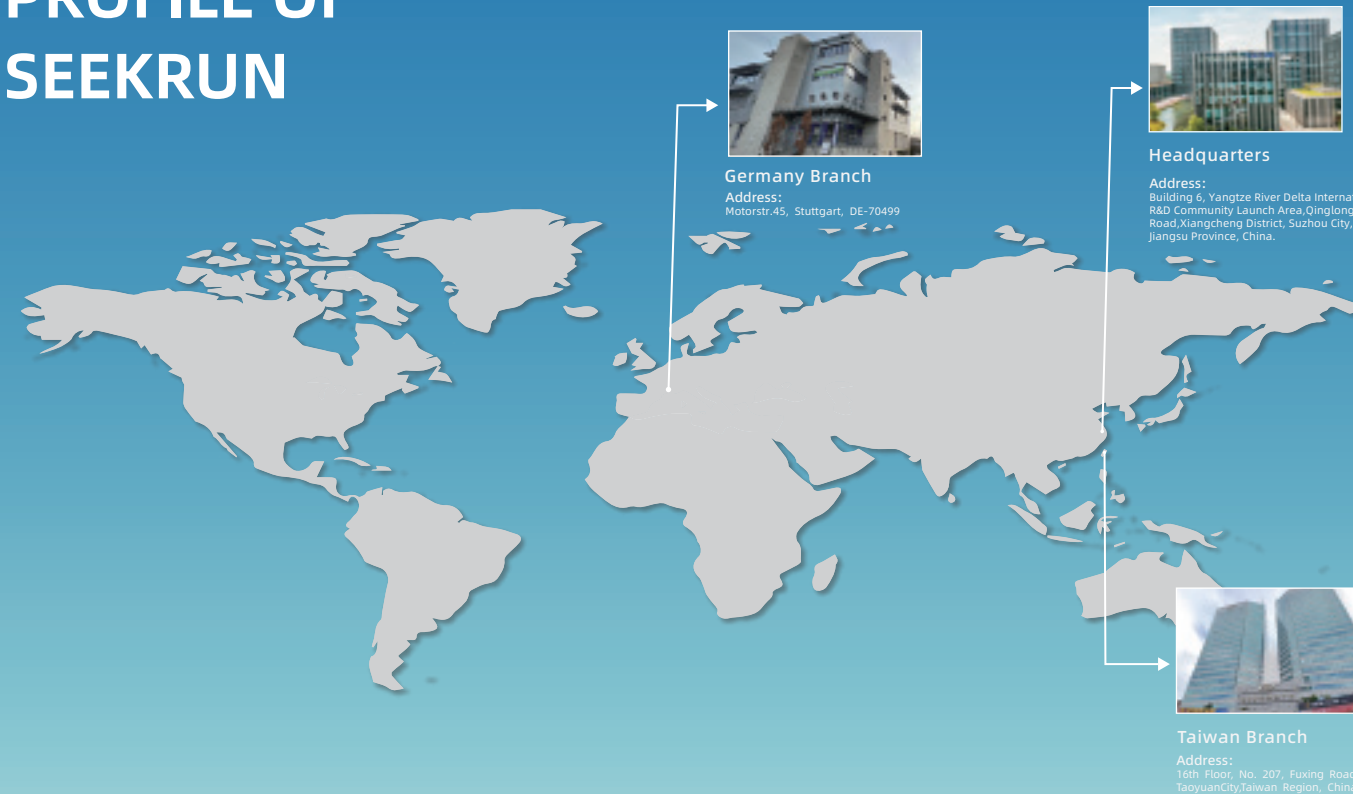 PROFILE OF
SEEKRUN
Germany Branch
Address:
Motorstr.45, Stuttgart, DE-70499
Headquarters
Address:
Building 6, Yangtze River Delta Internat
R&D Community Launch Area,Qinglong
Road,Xiangcheng District, Suzhou City,
Jiangsu Province, China.
Taiwan Branch
Address:
16th Floor, No. 207, Fuxing Road
TaoyuanCity,Taiwan Region, China